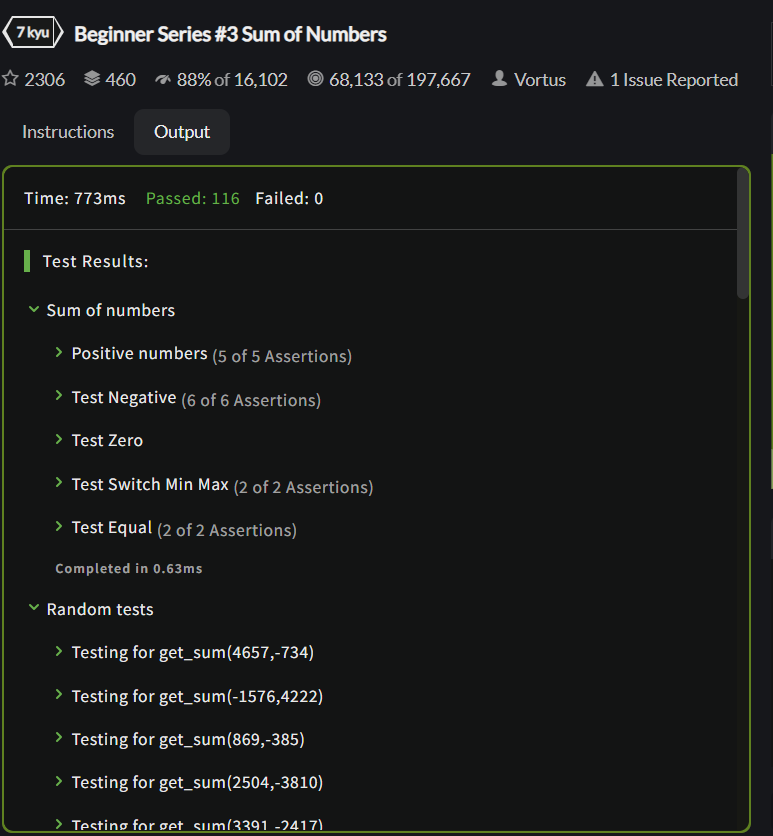 7 kyu Beginner Series #3 Sum of Numbers
2306 460 88% of 16,102 68,133 of 197,667 Vortus 1 Issue Reported
Instructions Output
Time: 773ms Passed: 116 Failed: 0
Test Results:
Sum of numbers
Positive numbers (5 of 5 Assertions)
Test Negative (6 of 6 Assertions)
Test Zero
Test Switch Min Max (2 of 2 Assertions)
Test Equal (2 of 2 Assertions)
Completed in 0.63ms
Random tests
Testing for get_sum(4657,-734)
Testing for get_sum(-1576,4222)
Testing for get_sum(869,-385)
Testing for get_sum(2504,-3810)
Testing for get_sum(3391,-2417)